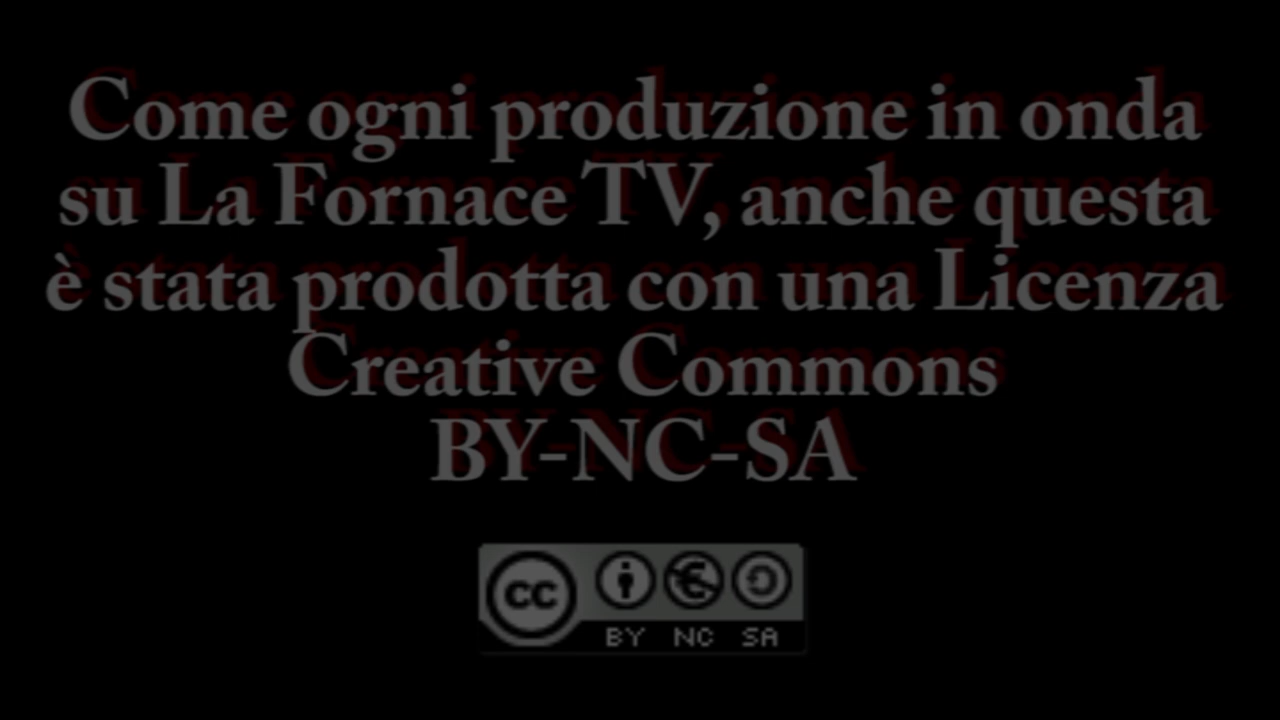 Come ogni produzione in onda
su La Fornace TV, anche questa
è stata prodotta con una Licenza
Creative Commons
BY-NC-SA
cc
BY NC SA